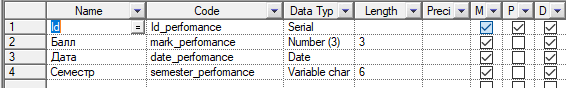 Name Code Data Typ Length Preci M P D
1 Id = Id_perfomance Serial
2 Балл mark_perfomance Number (3) 3
3 Дата date_perfomance Date
4 Семестр semester_perfomance Variable char 6